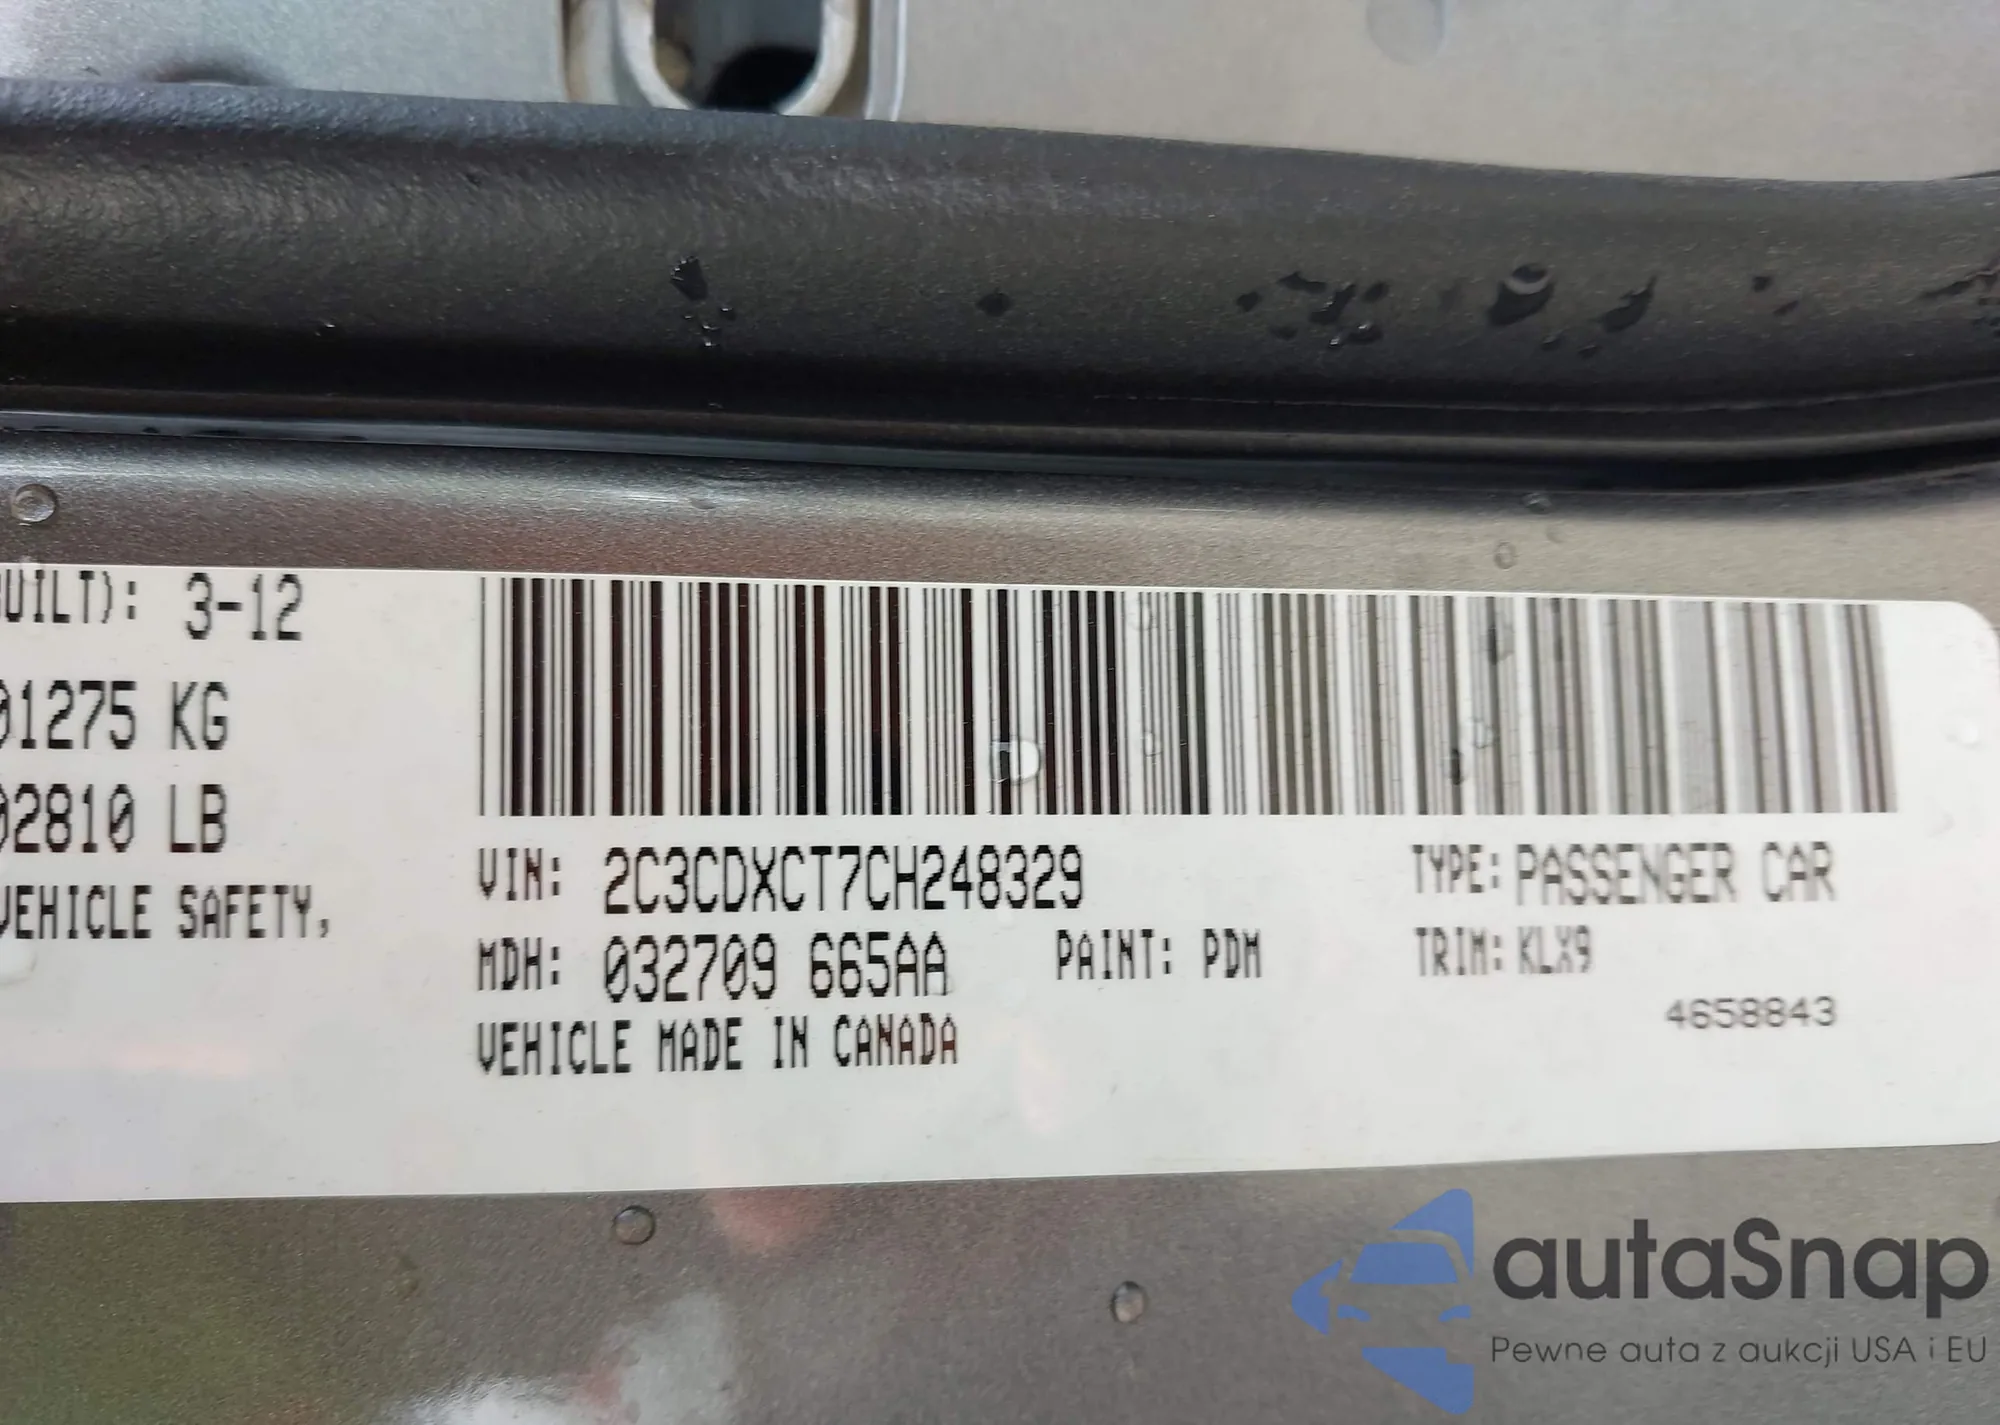 BUILT): 3-12
01275 KG
02810 LB
VEHICLE SAFETY,
VIN: 2C3CDXCT7CH248329
TYPE: PASSENGER CAR
MDH: 032709 665AA
PAINT: PDM
TRIM: KLX9
VEHICLE MADE IN CANADA
4658843
autaSnap
Pewne auta z aukcji USA i EU